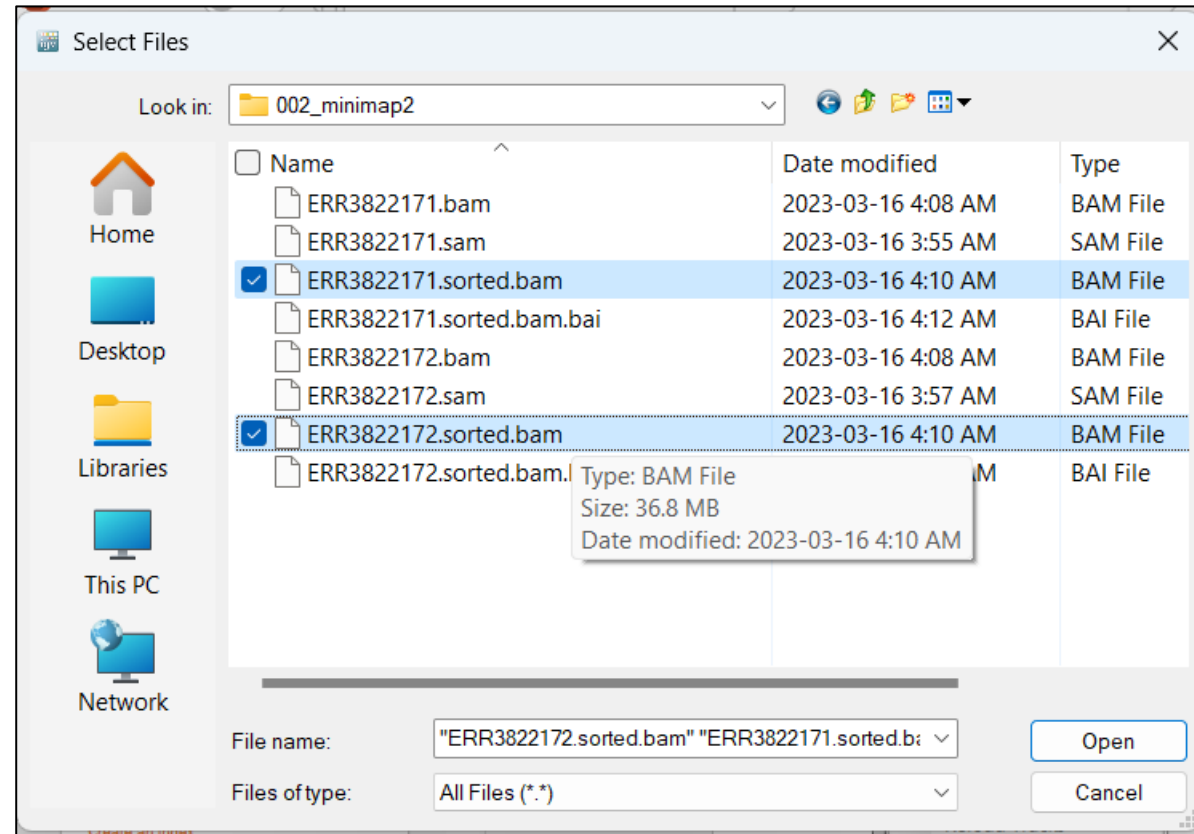 Select Files
Look in: 002_minimap2
Name Date modified Type
ERR3822171.bam 2023-03-16 4:08 AM BAM File
ERR3822171.sam 2023-03-16 3:55 AM SAM File
ERR3822171.sorted.bam 2023-03-16 4:10 AM BAM File
ERR3822171.sorted.bam.bai 2023-03-16 4:12 AM BAI File
ERR3822172.bam 2023-03-16 4:08 AM BAM File
ERR3822172.sam 2023-03-16 3:57 AM SAM File
ERR3822172.sorted.bam 2023-03-16 4:10 AM BAM File
ERR3822172.sorted.bam. M BAI File
Type: BAM File
Size: 36.8 MB
Date modified: 2023-03-16 4:10 AM
Home
Desktop
Libraries
This PC
Network
File name: "ERR3822172.sorted.bam" "ERR3822171.sorted.ba Open
Files of type: All Files (*.*) Cancel